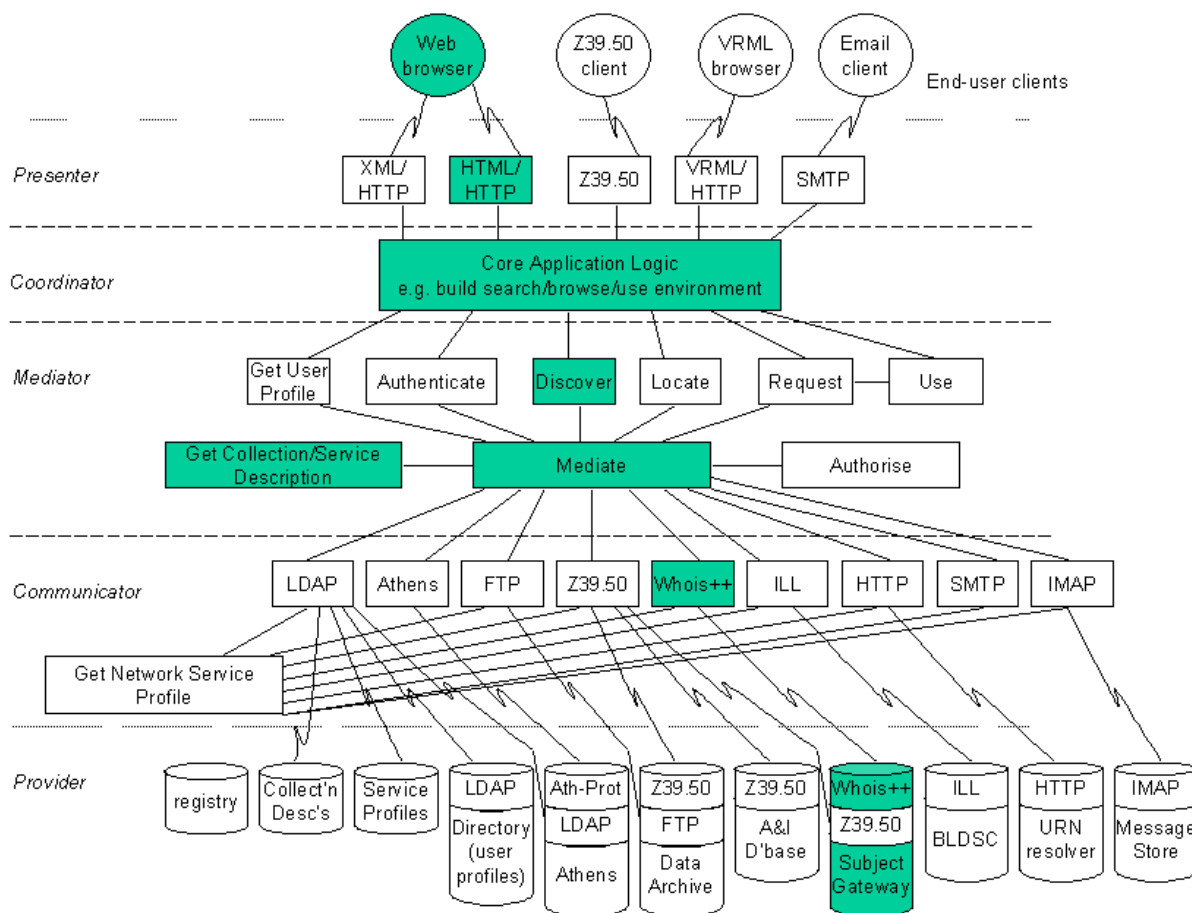 Web
browser
Z39.50
client
VRML
browser
Email
client
End-user clients
Presenter
XML/
HTTP
HTML/
HTTP
Z39.50
VRML/
HTTP
SMTP
Coordinator
Core Application Logic
e.g. build search/browse/use environment
Mediator
Get User
Profile
Authenticate
Discover
Locate
Request
Use
Get Collection/Service
Description
Mediate
Authorise
Communicator
LDAP
Athens
FTP
Z39.50
Whois++
ILL
HTTP
SMTP
IMAP
Get Network Service
Profile
Provider
registry
Collect'n
Desc's
Service
Profiles
LDAP
Directory
(user
profiles)
Ath-Prot
LDAP
Athens
Z39.50
FTP
Data
Archive
Z39.50
A&I
D'base
Whois++
Z39.50
Subject
Gateway
ILL
BLDSC
HTTP
URN
resolver
IMAP
Message
Store